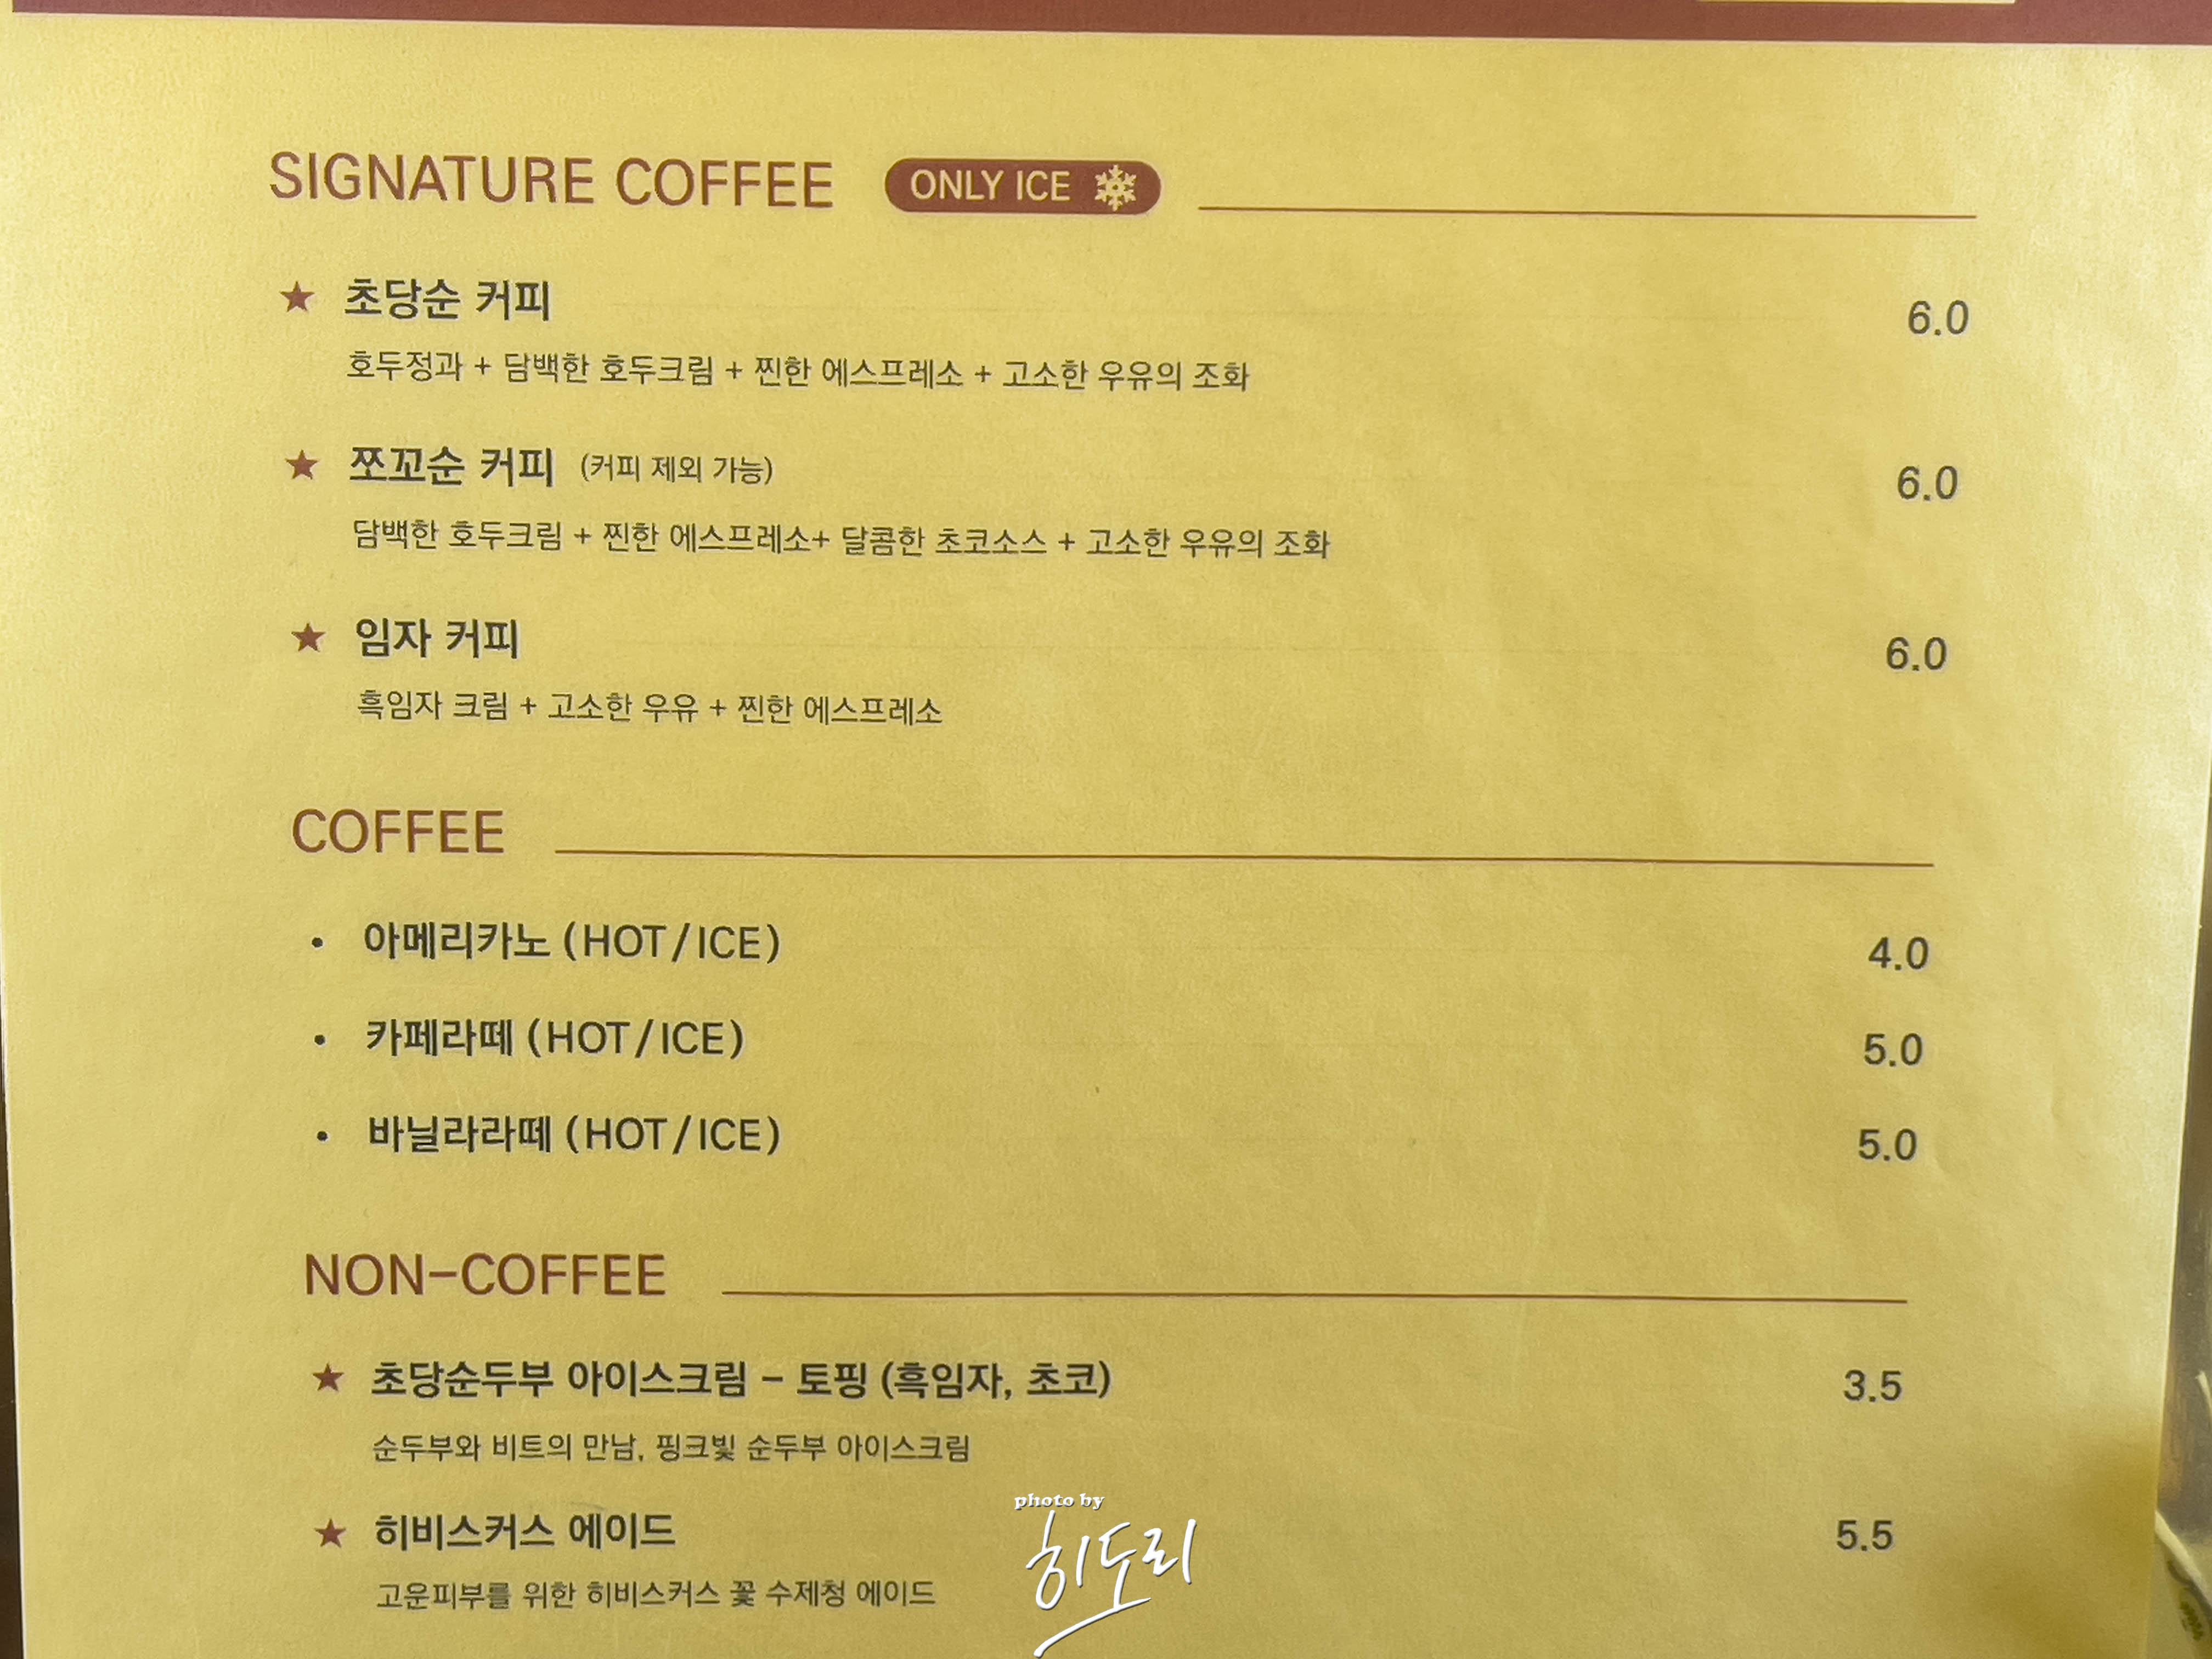 SIGNATURE COFFEE ONLY ICE
★ 초당순 커피 6.0
호두정과 + 담백한 호두크림 + 찐한 에스프레소 + 고소한 우유의 조화
★ 쪼꼬순 커피 (커피 제외 가능) 6.0
담백한 호두크림 + 찐한 에스프레소+ 달콤한 초코소스 + 고소한 우유의 조화
★ 임자 커피 6.0
흑임자 크림 + 고소한 우유 + 찐한 에스프레소
COFFEE
• 아메리카노 (HOT/ICE) 4.0
• 카페라떼 (HOT/ICE) 5.0
• 바닐라라떼 (HOT/ICE) 5.0
NON-COFFEE
★ 초당순두부 아이스크림 - 토핑 (흑임자, 초코) 3.5
순두부와 비트의 만남, 핑크빛 순두부 아이스크림
★ 히비스커스 에이드 5.5
고운피부를 위한 히비스커스 꽃 수제청 에이드
photo by
히도리